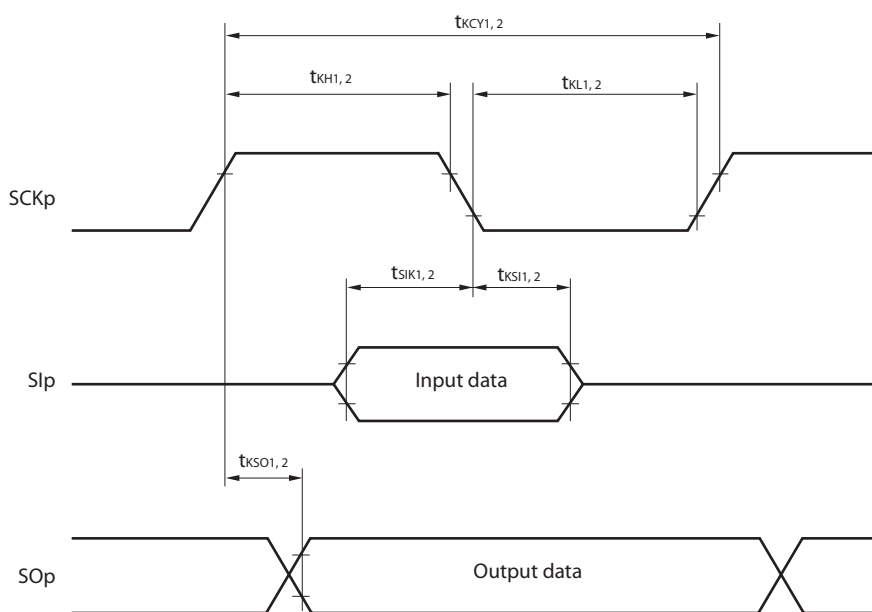 tKCY1, 2
tKH1, 2
tKL1, 2
SCKp
tSIK1, 2
tKSI1, 2
SIp
Input data
tKSO1, 2
SOp
Output data